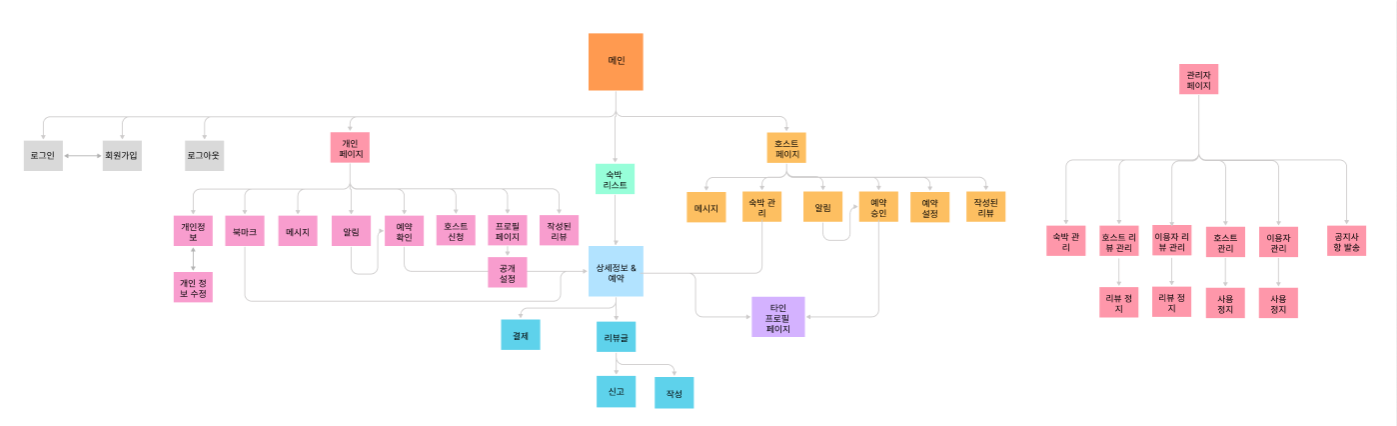 메인
관리자
페이지
로그인
회원가입
로그아웃
개인
페이지
숙박
리스트
호스트
페이지
개인정
보
북마크
메시지
알림
예약
확인
호스트
신청
프로필
페이지
작성된
리뷰
공개
설정
개인 정
보 수정
메시지
숙박 관
리
알림
예약
승인
예약
설정
작성된
리뷰
상세정보 &
예약
타인
프로필
페이지
결제
리뷰글
신고
작성
숙박 관
리
호스트 리
뷰 관리
이용자 리
뷰 관리
호스트
관리
이용자
관리
공지사
항 발송
리뷰 정
지
리뷰 정
지
사용
정지
사용
정지